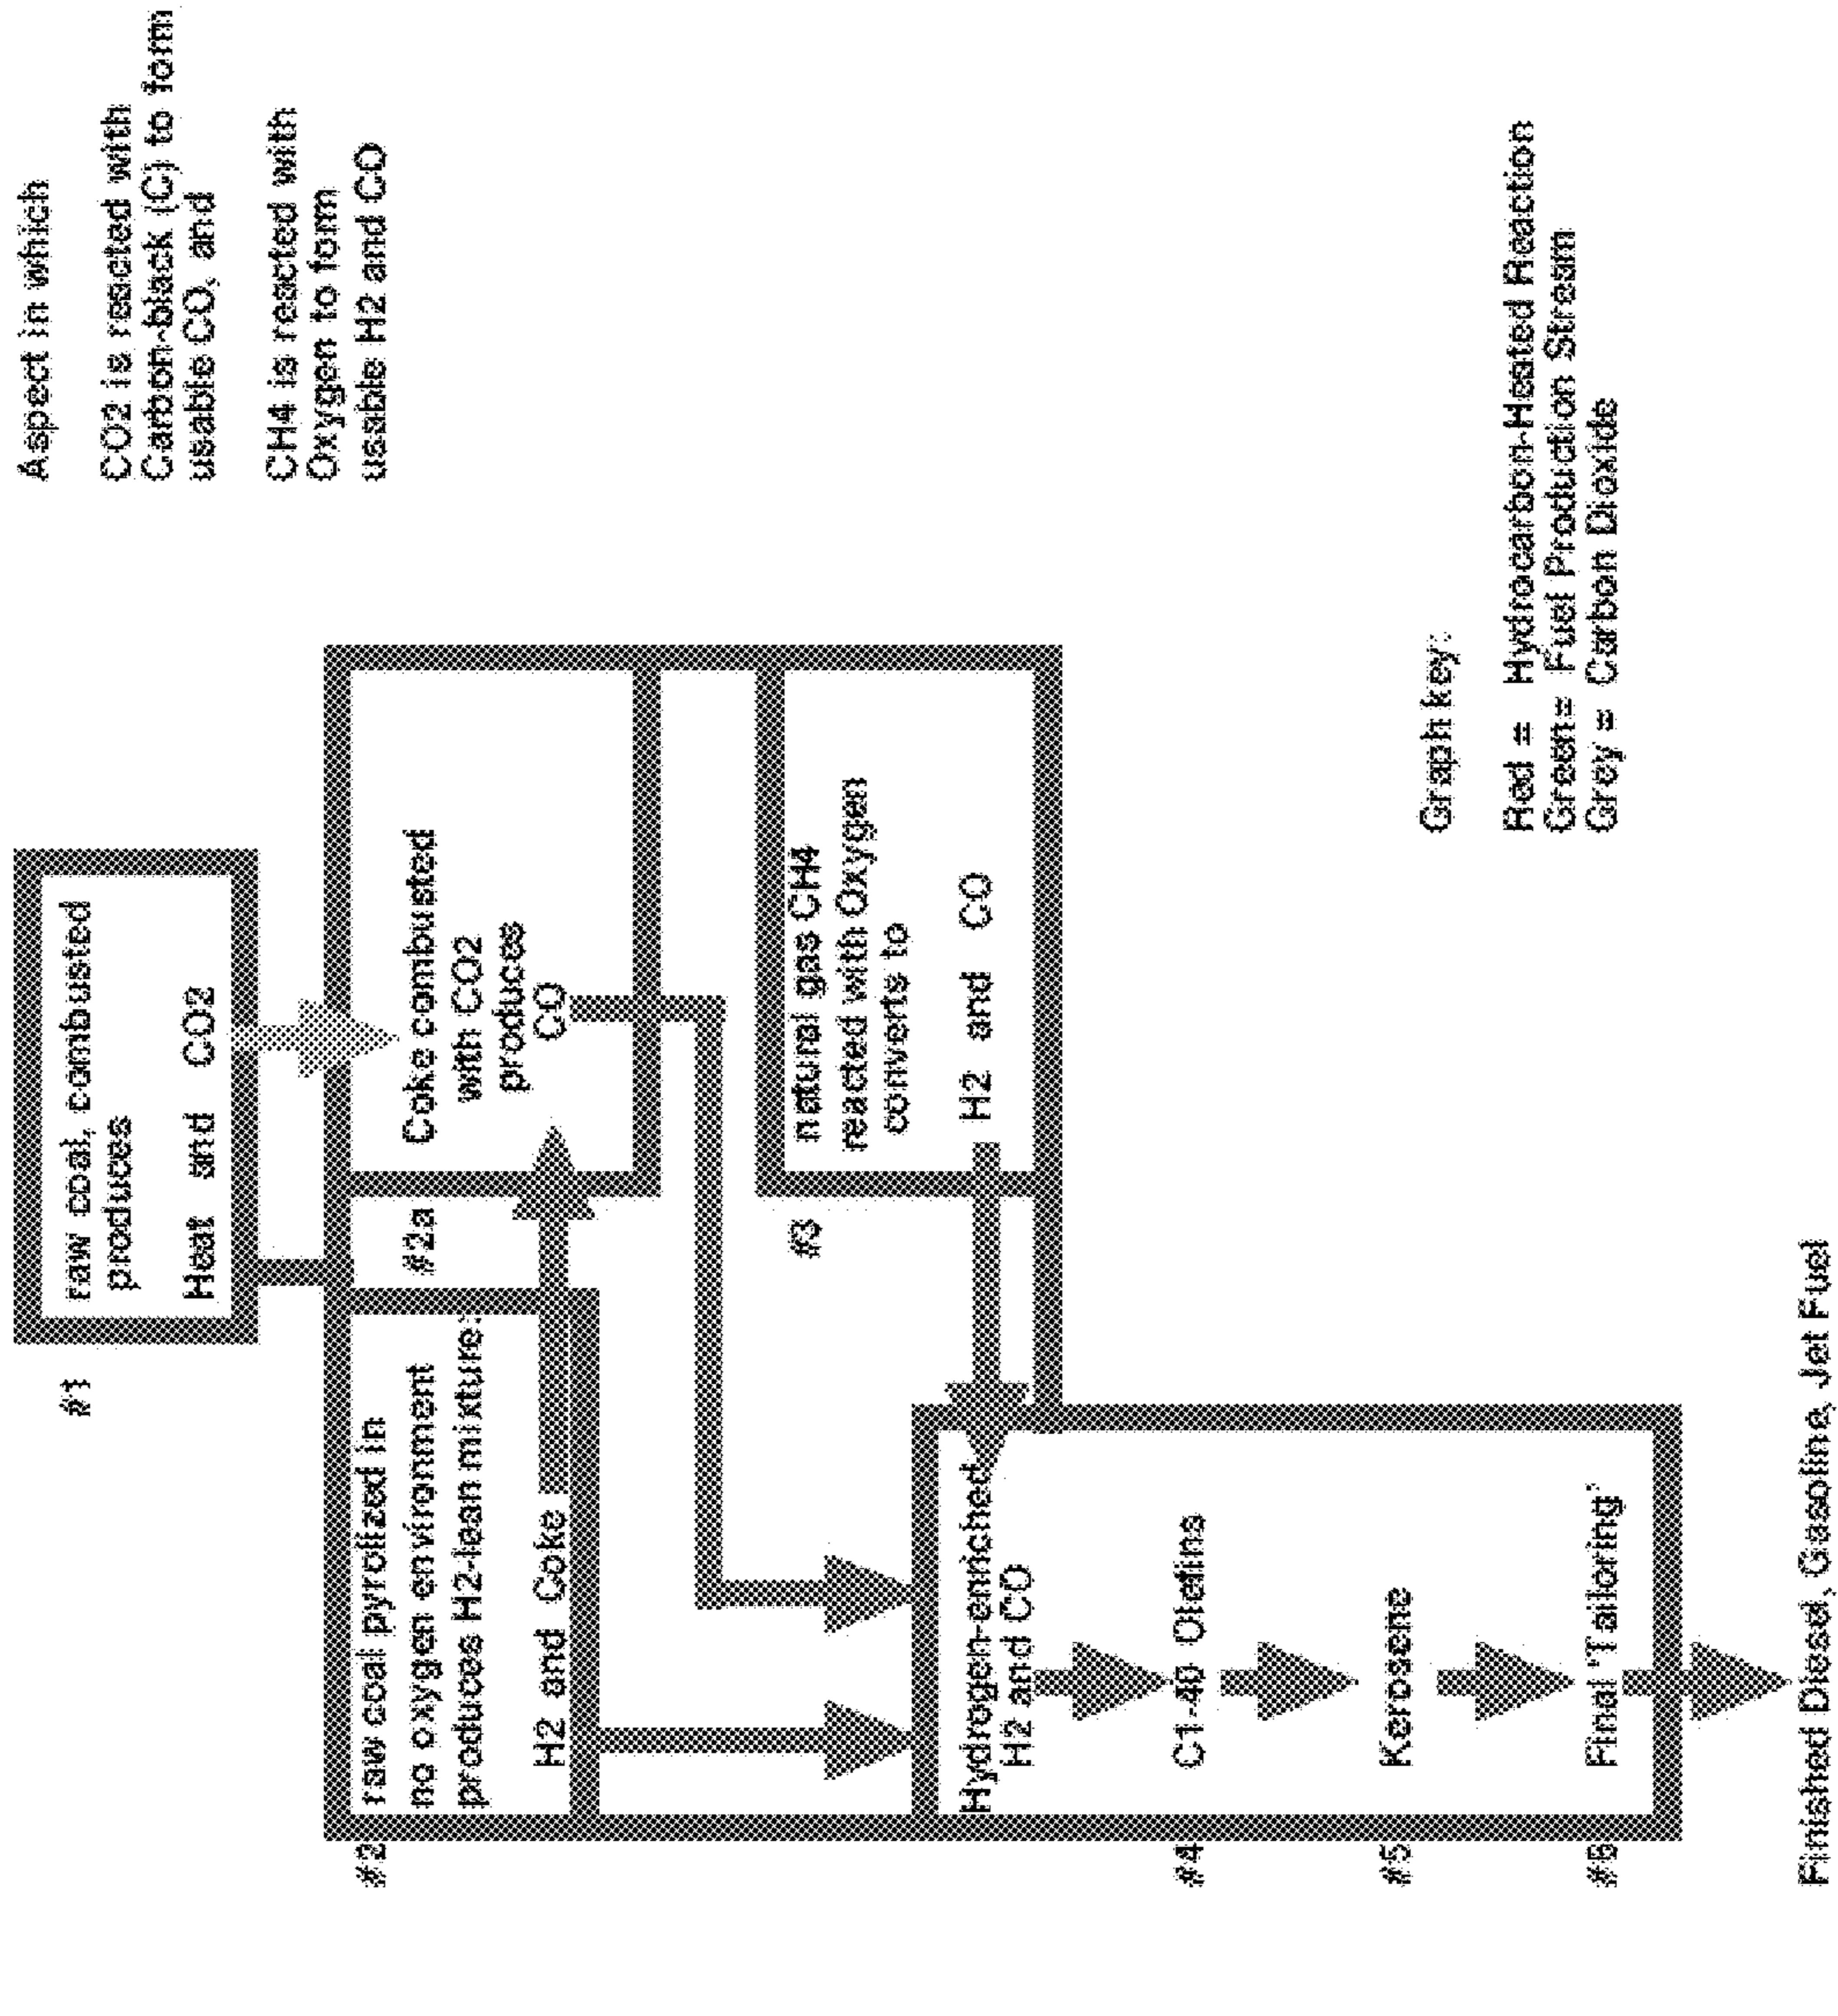 Aspect in which
CO2 is reacted with
Carbon-black (C) to form
usable CO, and
CH4 is reacted with
Oxygen to form
usable H2 and CO
#1
raw coal, combusted
produces
Heat and CO2
#2
raw coal pyrolized in
no oxygen environment
produces H2-lean mixture:
H2 and Coke
#2a
Coke combusted
with CO2
produces
CO
#3
natural gas CH4
reacted with Oxygen
converts to
H2 and CO
Hydrogen-enriched
H2 and CO
#4
C1-40 Olefins
#5
Kerosene
#6
Final 'Tailoring'
Finished Diesel, Gasoline, Jet Fuel
Graph key:
Red = Hydrocarbon-Heated Reaction
Green= Fuel Production Stream
Grey = Carbon Dioxide